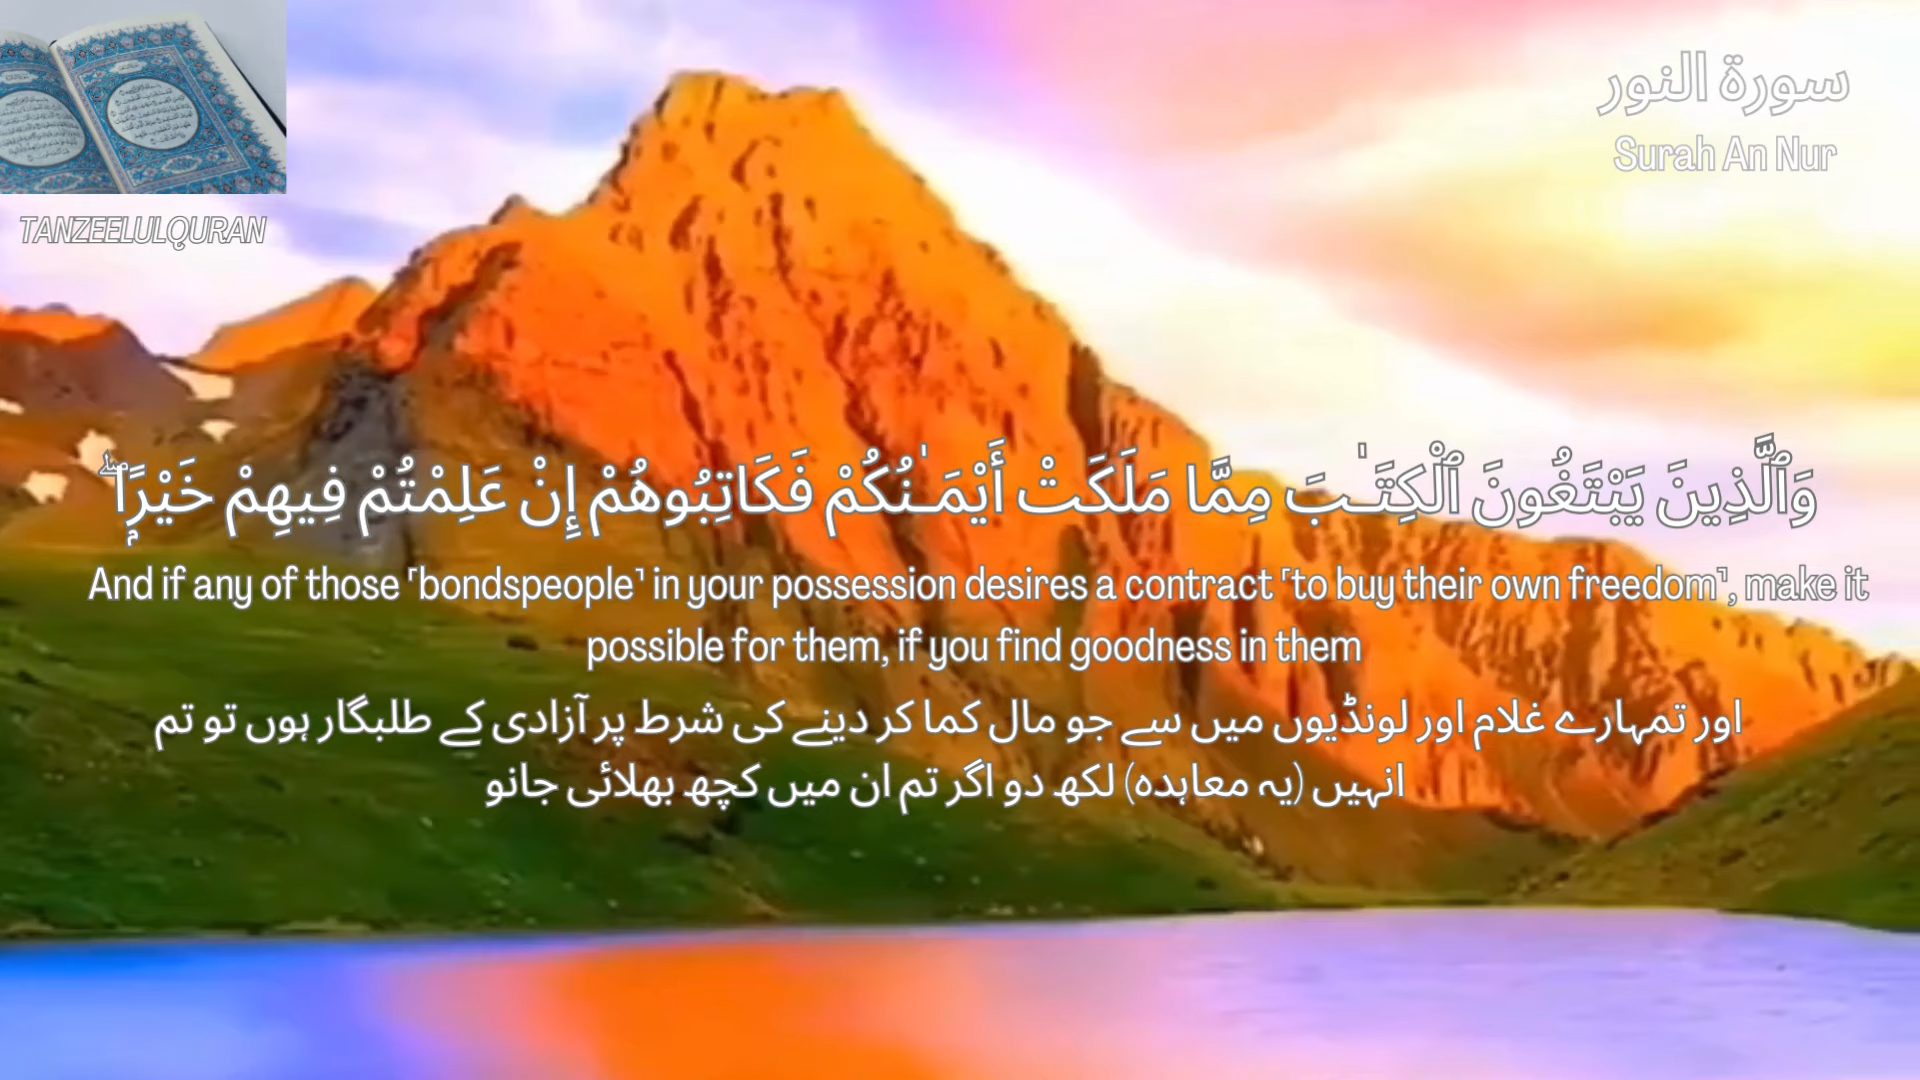 سورة النور
Surah An Nur
TANZEELULQURAN
وَٱلَّذِينَ يَبْتَغُونَ ٱلْكِتَـٰبَ مِمَّا مَلَكَتْ أَيْمَـٰنُكُمْ فَكَاتِبُوهُمْ إِنْ عَلِمْتُمْ فِيهِمْ خَيْرًۭا ۖ
And if any of those ˹bondspeople˺ in your possession desires a contract ˹to buy their own freedom˺, make it
possible for them, if you find goodness in them
اور تمہارے غلام اور لونڈیوں میں سے جو مال کما کر دینے کی شرط پر آزادی کے طلبگار ہوں تو تم
انہیں (یہ معاہدہ) لکھ دو اگر تم ان میں کچھ بھلائی جانو